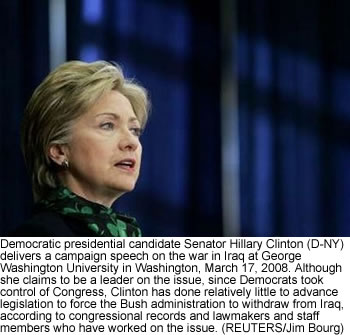 Democratic presidential candidate Senator Hillary Clinton (D-NY)
delivers a campaign speech on the war in Iraq at George
Washington University in Washington, March 17, 2008. Although
she claims to be a leader on the issue, since Democrats took
control of Congress, Clinton has done relatively little to advance
legislation to force the Bush administration to withdraw from Iraq,
according to congressional records and lawmakers and staff
members who have worked on the issue. (REUTERS/Jim Bourg)